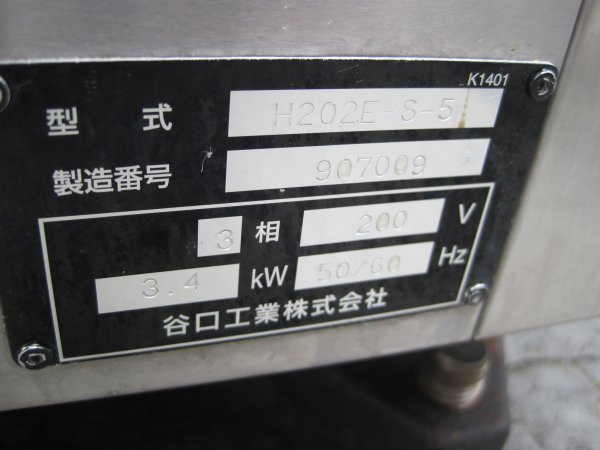 K1401
型式 H202E-S-5
製造番号 907009
3相 200 V
3.4 kW 50/60 Hz
谷口工業株式会社